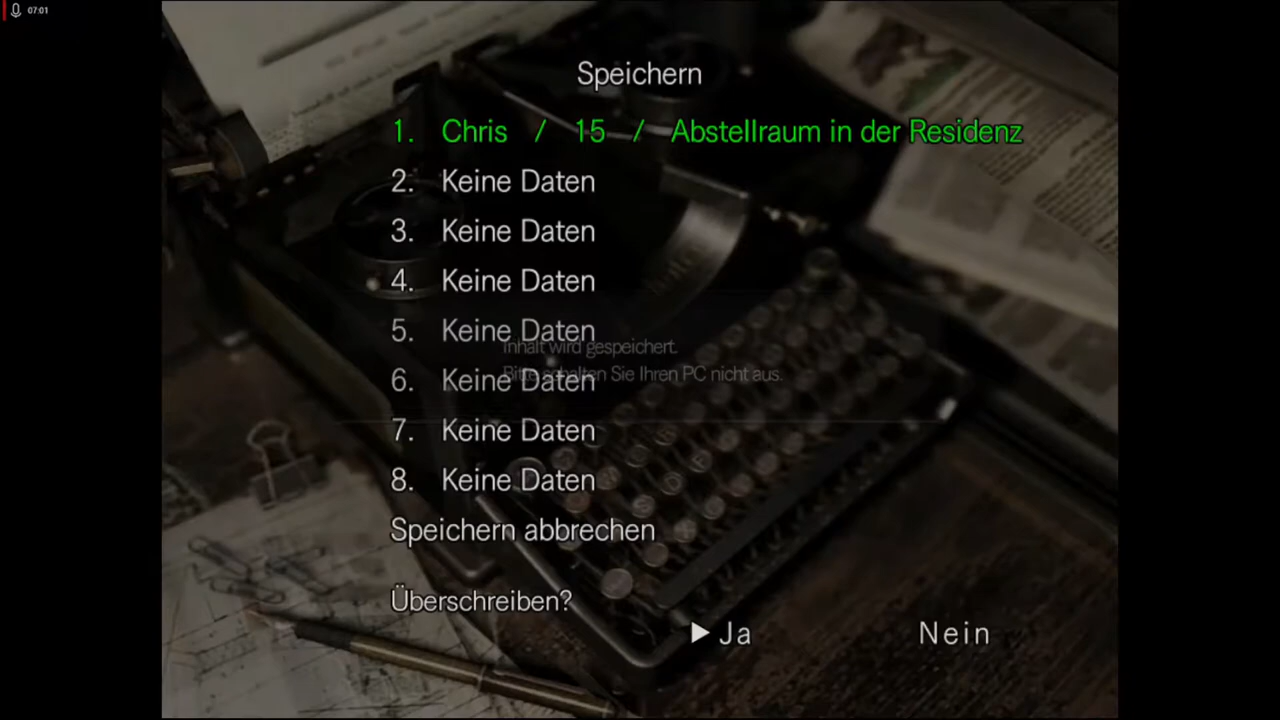 07:01
Speichern
1. Chris / 15 / Abstellraum in der Residenz
2. Keine Daten
3. Keine Daten
4. Keine Daten
5. Keine Daten
Inhalt wird gespeichert.
Bitte schalten Sie Ihren PC nicht aus.
6. Keine Daten
7. Keine Daten
8. Keine Daten
Speichern abbrechen
Überschreiben?
Ja Nein